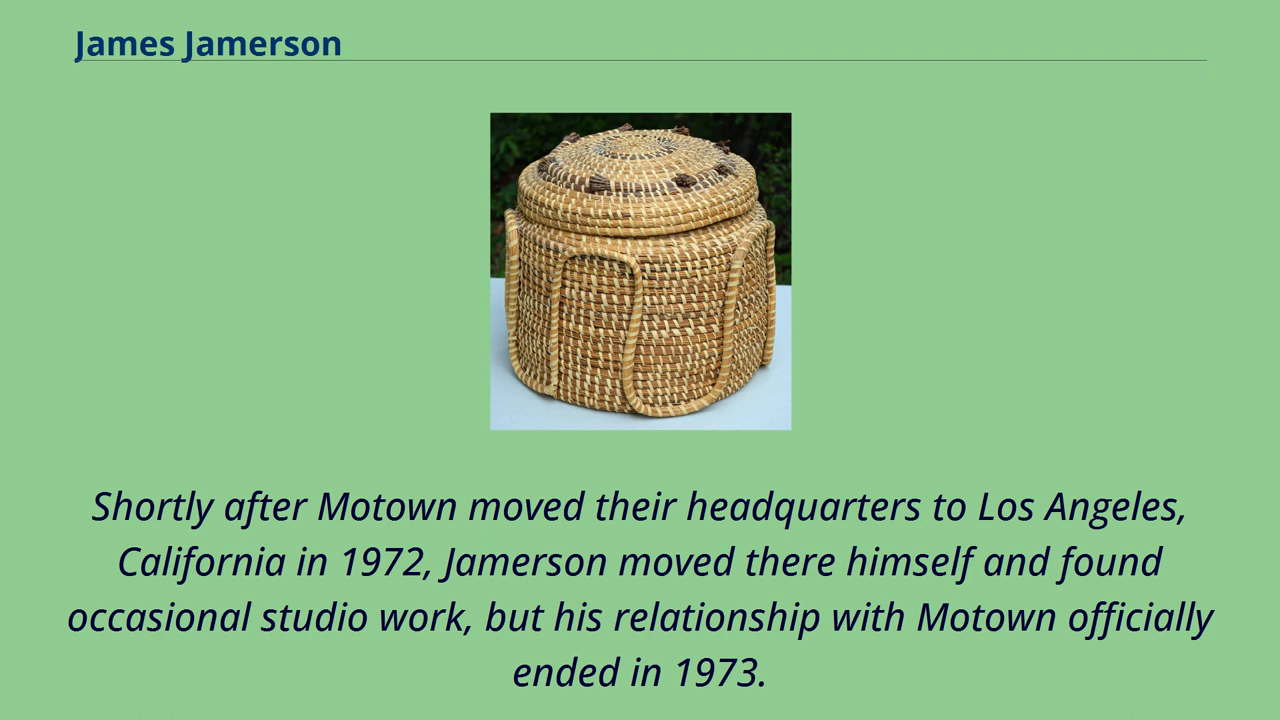 James Jamerson
Shortly after Motown moved their headquarters to Los Angeles,
California in 1972, Jamerson moved there himself and found
occasional studio work, but his relationship with Motown officially
ended in 1973.